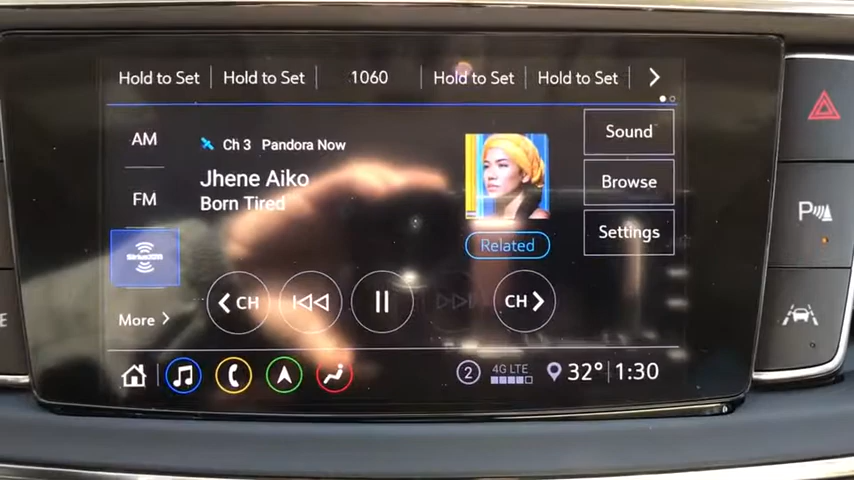 Hold to Set Hold to Set 1060 Hold to Set Hold to Set
AM
Ch 3 Pandora Now
Sound
Jhene Aiko
Born Tired
FM
Browse
SiriusXM
Related
Settings
CH CH
More
2 4G LTE 32° 1:30
P